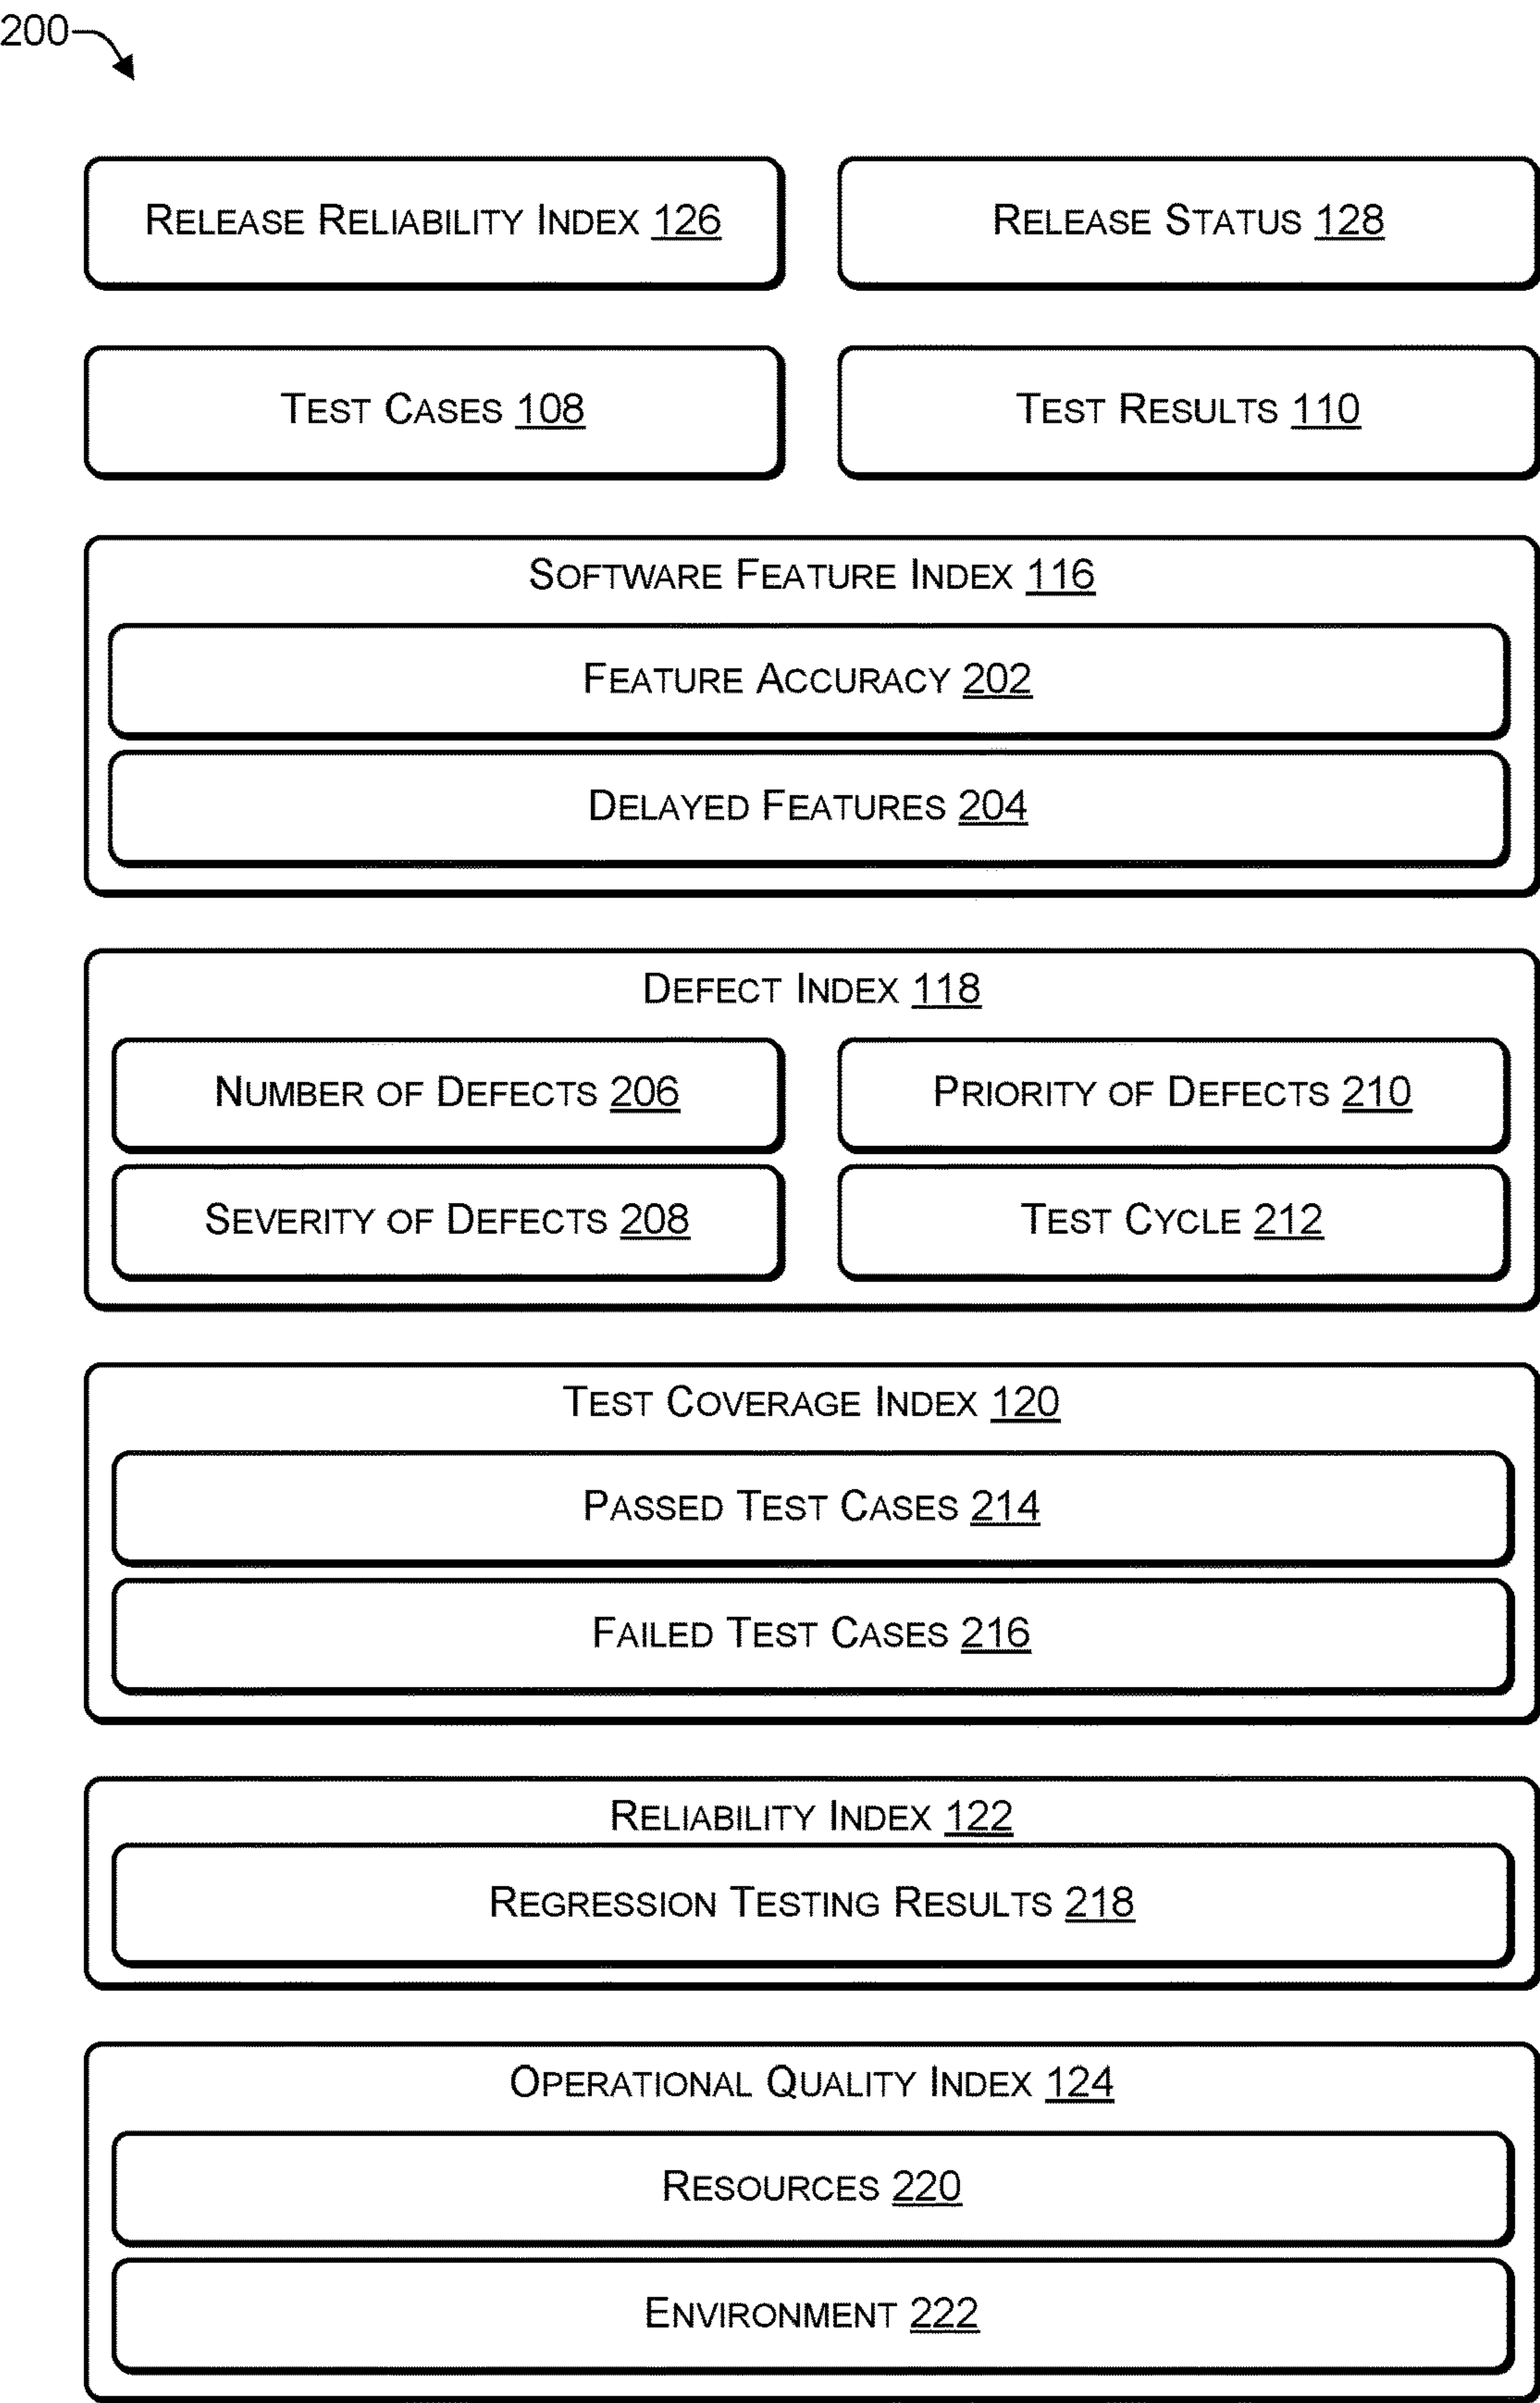 200
RELEASE RELIABILITY INDEX 126
RELEASE STATUS 128
TEST CASES 108
TEST RESULTS 110
SOFTWARE FEATURE INDEX 116
FEATURE ACCURACY 202
DELAYED FEATURES 204
DEFECT INDEX 118
NUMBER OF DEFECTS 206
PRIORITY OF DEFECTS 210
SEVERITY OF DEFECTS 208
TEST CYCLE 212
TEST COVERAGE INDEX 120
PASSED TEST CASES 214
FAILED TEST CASES 216
RELIABILITY INDEX 122
REGRESSION TESTING RESULTS 218
OPERATIONAL QUALITY INDEX 124
RESOURCES 220
ENVIRONMENT 222